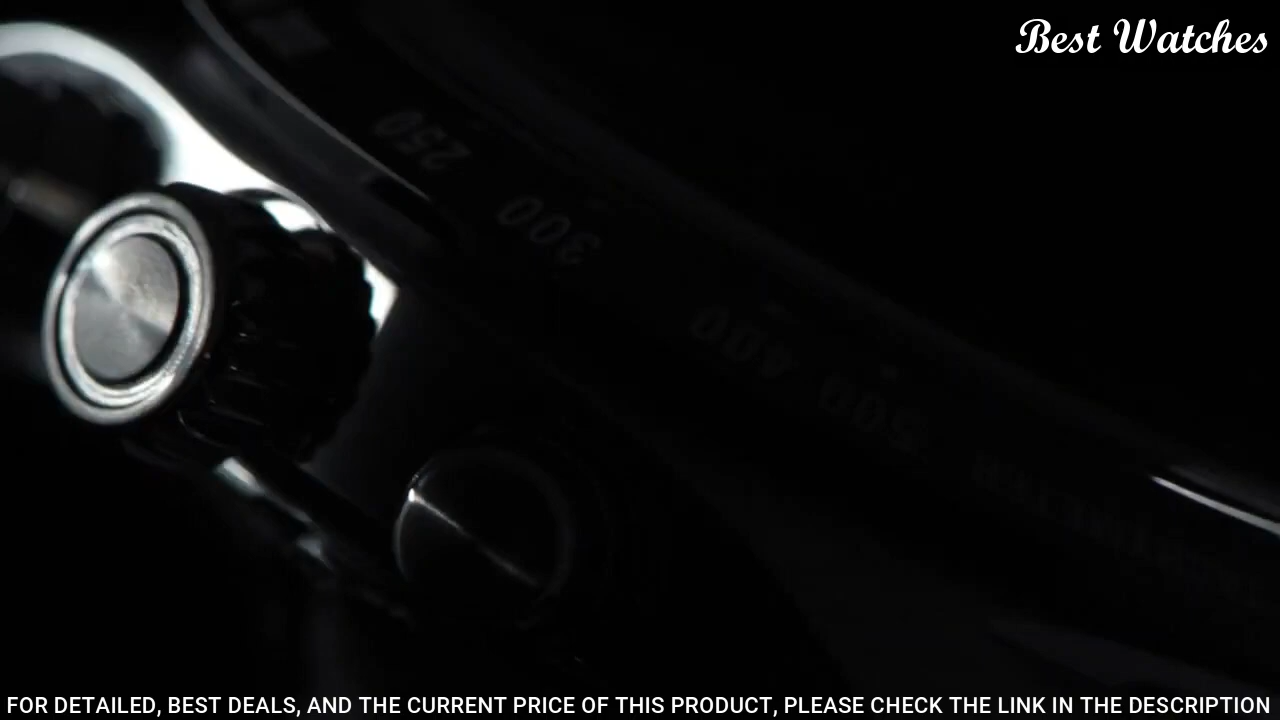 Best Watches
250
300
400
500
TACHYMETER
FOR DETAILED, BEST DEALS, AND THE CURRENT PRICE OF THIS PRODUCT, PLEASE CHECK THE LINK IN THE DESCRIPTION